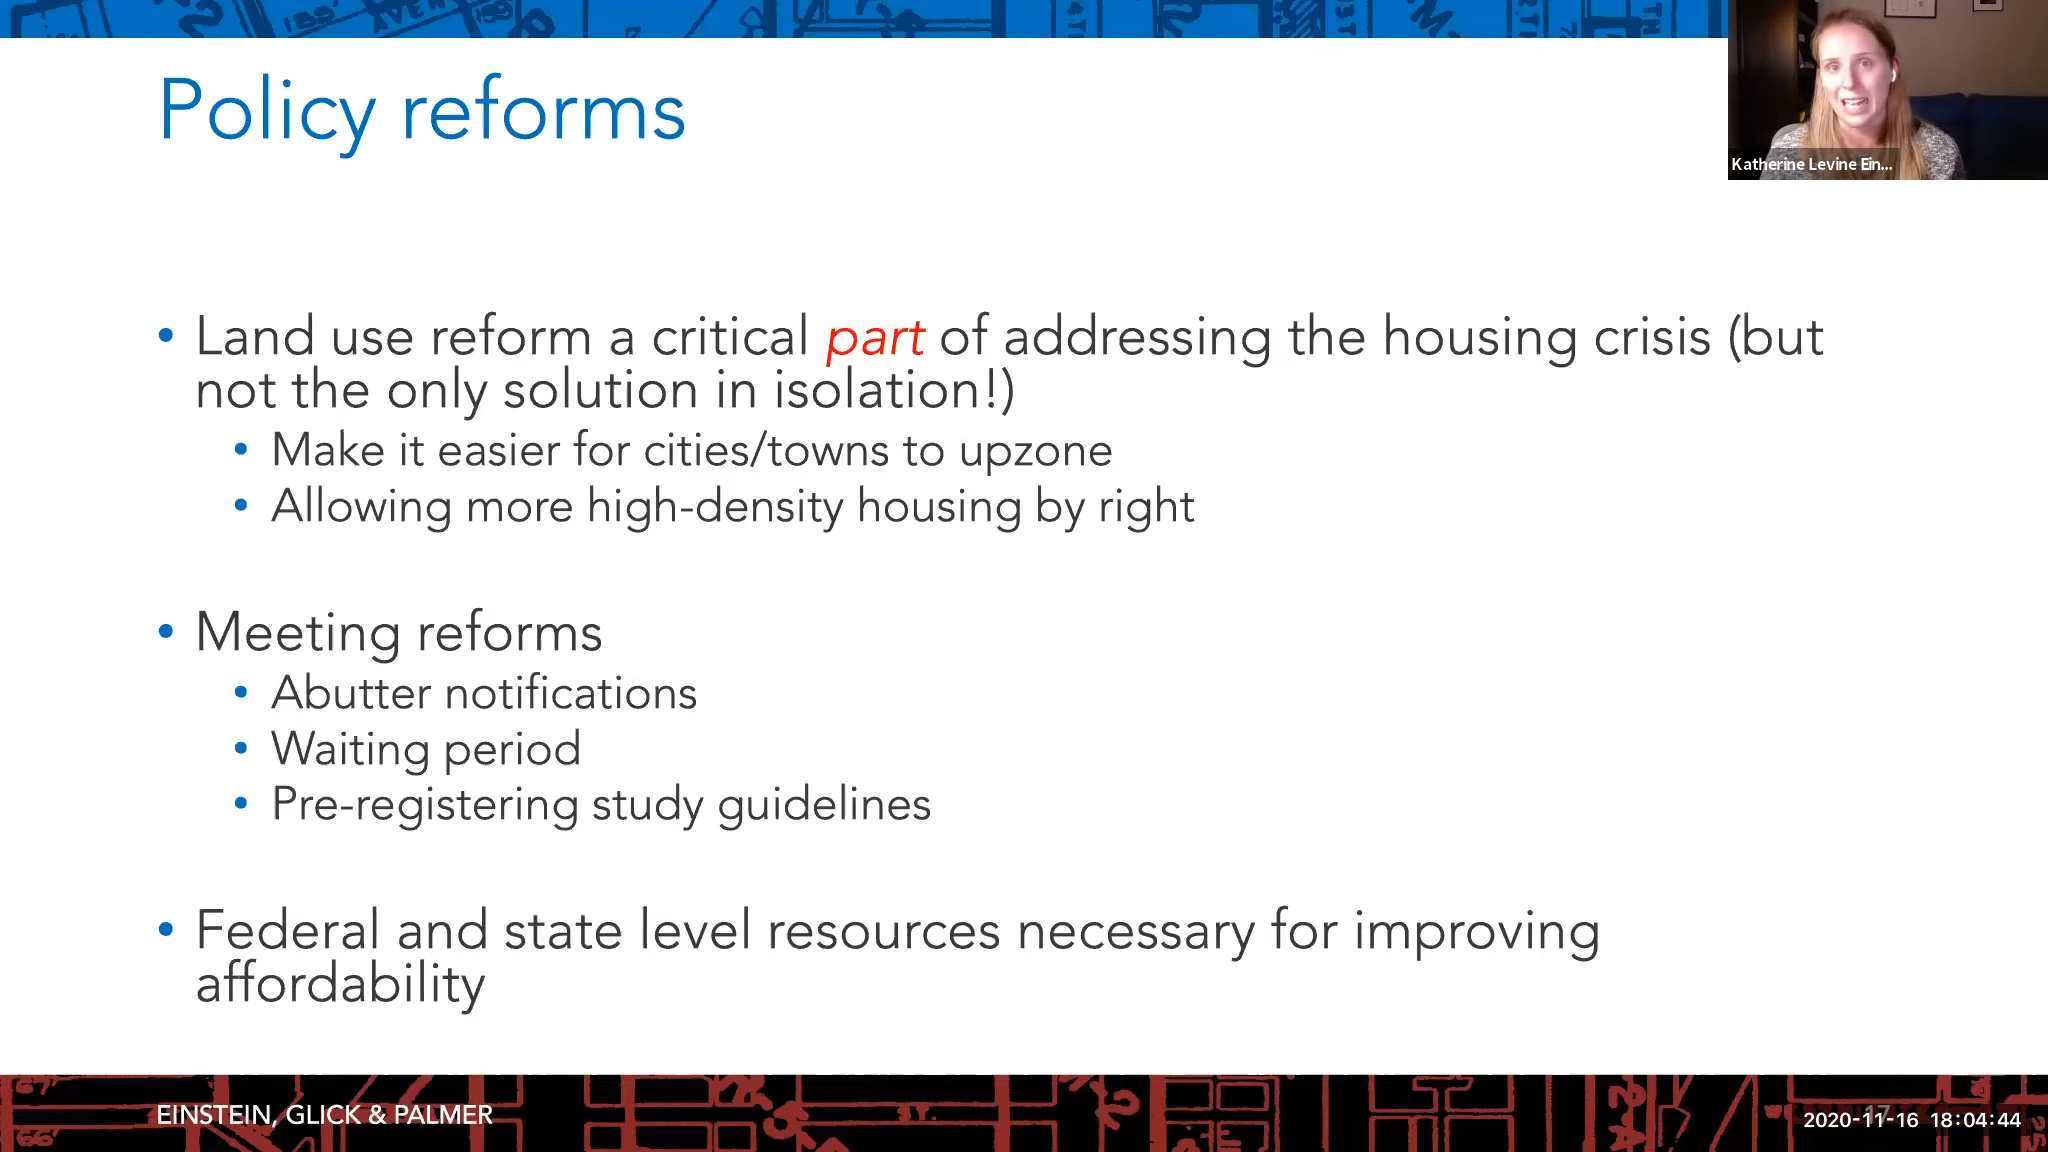 Policy reforms
Katherine Levine Ein...
• Land use reform a critical part of addressing the housing crisis (but
not the only solution in isolation!)
• Make it easier for cities/towns to upzone
• Allowing more high-density housing by right
• Meeting reforms
• Abutter notifications
• Waiting period
• Pre-registering study guidelines
• Federal and state level resources necessary for improving
affordability
EINSTEIN, GLICK & PALMER
17
2020-11-16 18:04:44